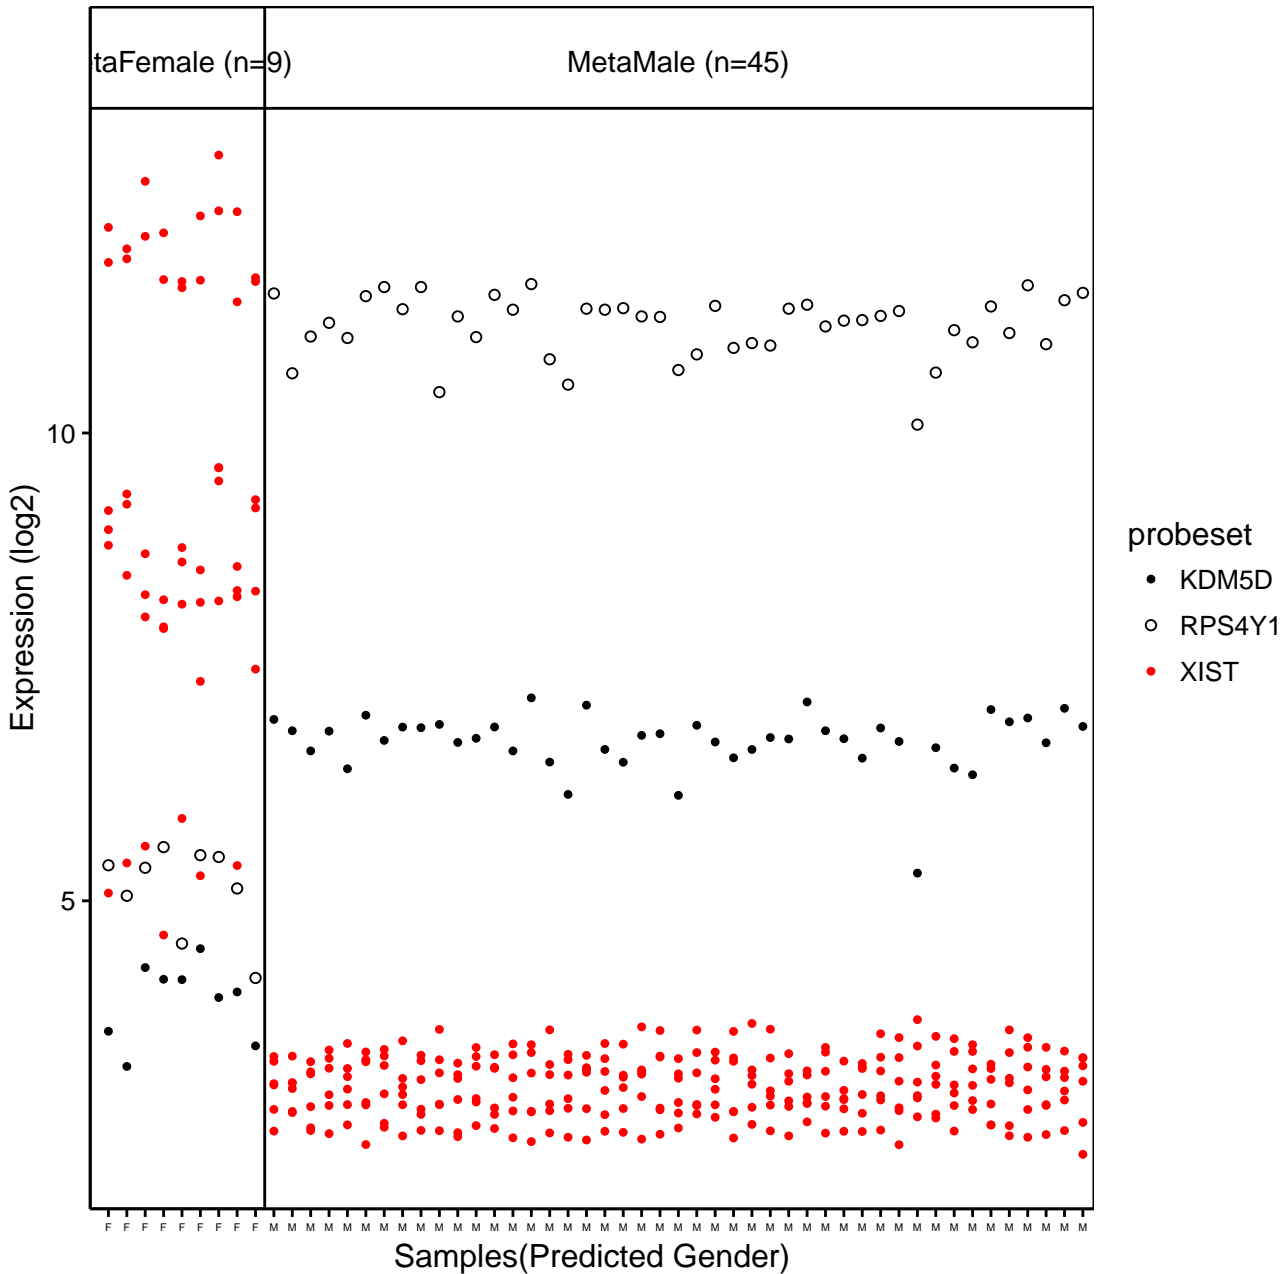 taFemale (n=9)
MetaMale (n=45)
10
5
Expression (log2)
F F F F F F F F F M M M M M M M M M M M M M M M M M M M M M M M M M M M M M M M M M M M M M M M M M M M M M
Samples(Predicted Gender)
probeset
KDM5D
RPS4Y1
XIST